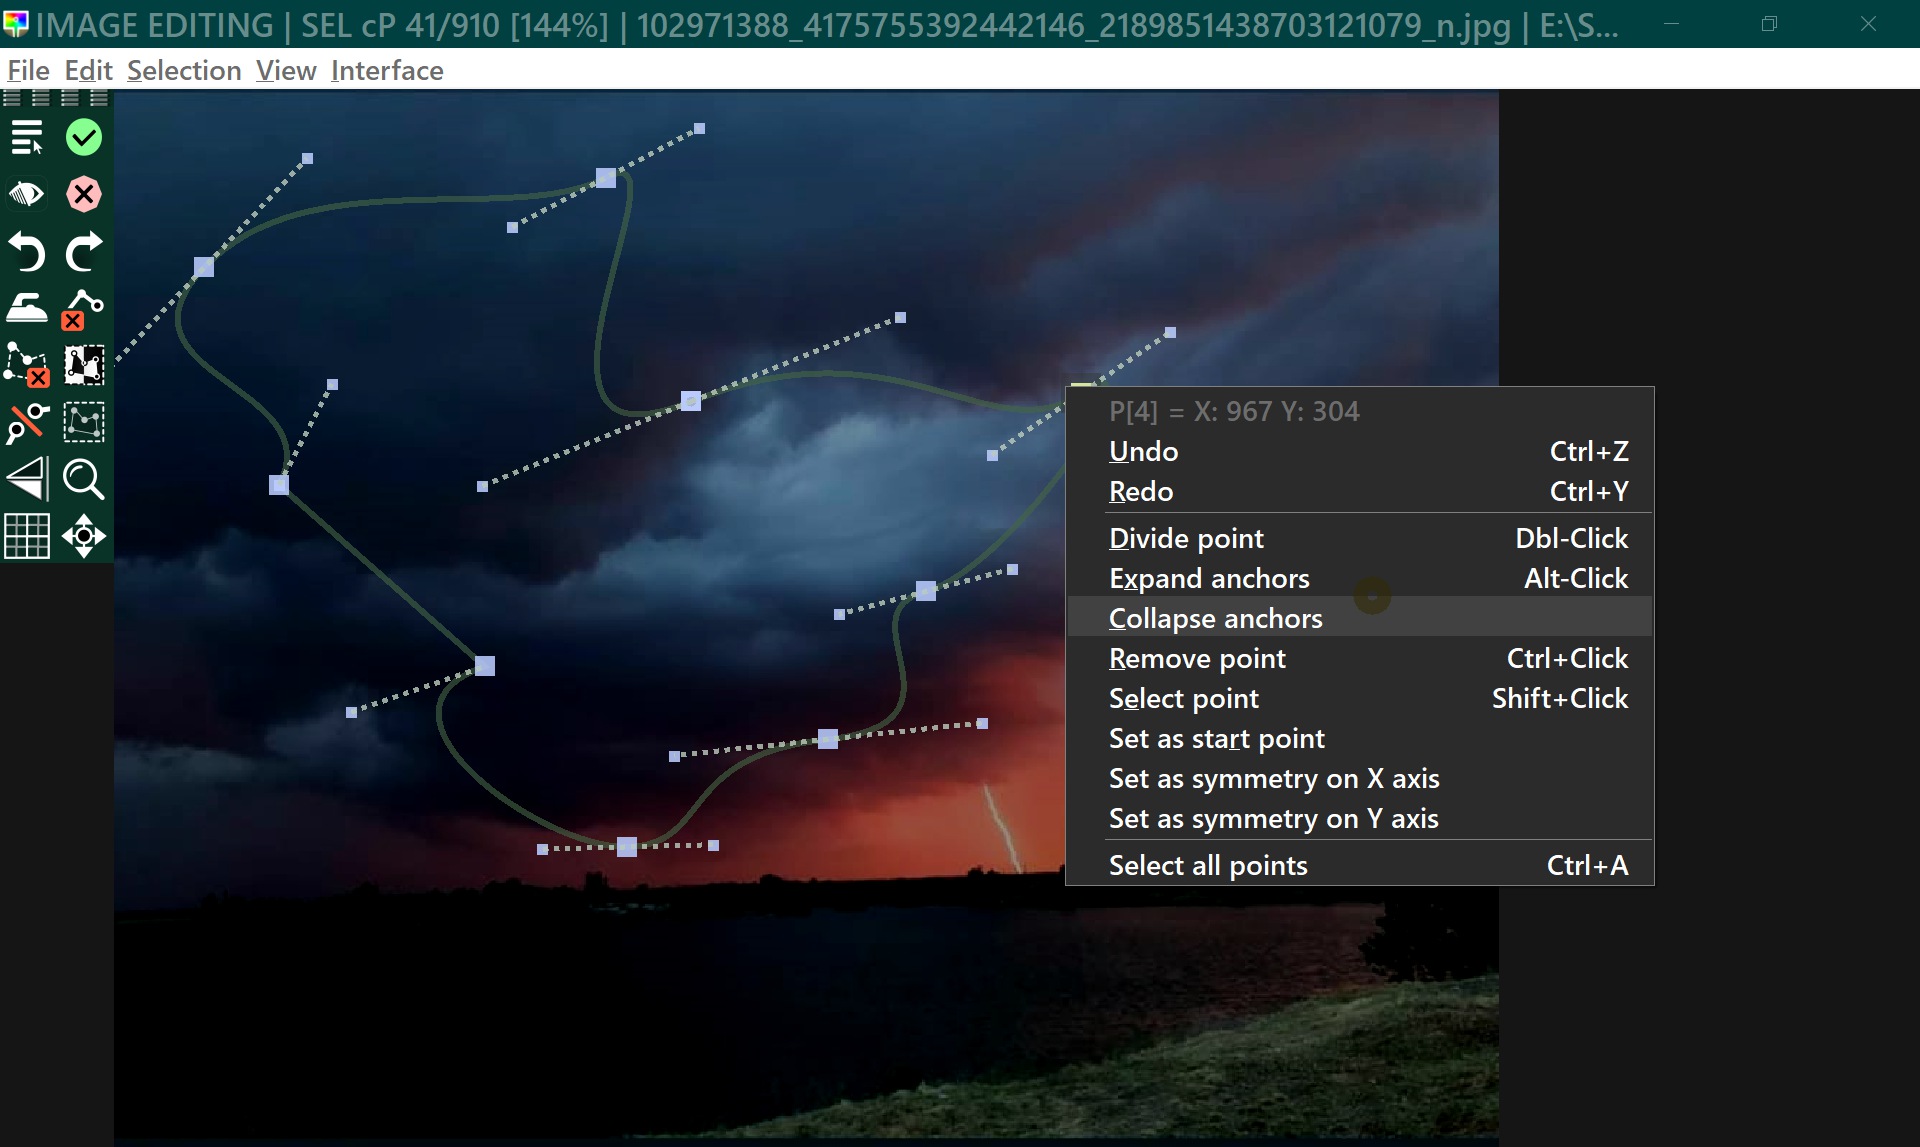 IMAGE EDITING | SEL cP 41/910 [144%] | 102971388_4175755392442146_2189851438703121079_n.jpg | E:\S...
File Edit Selection View Interface
P[4] = X: 967 Y: 304
Undo Ctrl+Z
Redo Ctrl+Y
Divide point Dbl-Click
Expand anchors Alt-Click
Collapse anchors
Remove point Ctrl+Click
Select point Shift+Click
Set as start point
Set as symmetry on X axis
Set as symmetry on Y axis
Select all points Ctrl+A